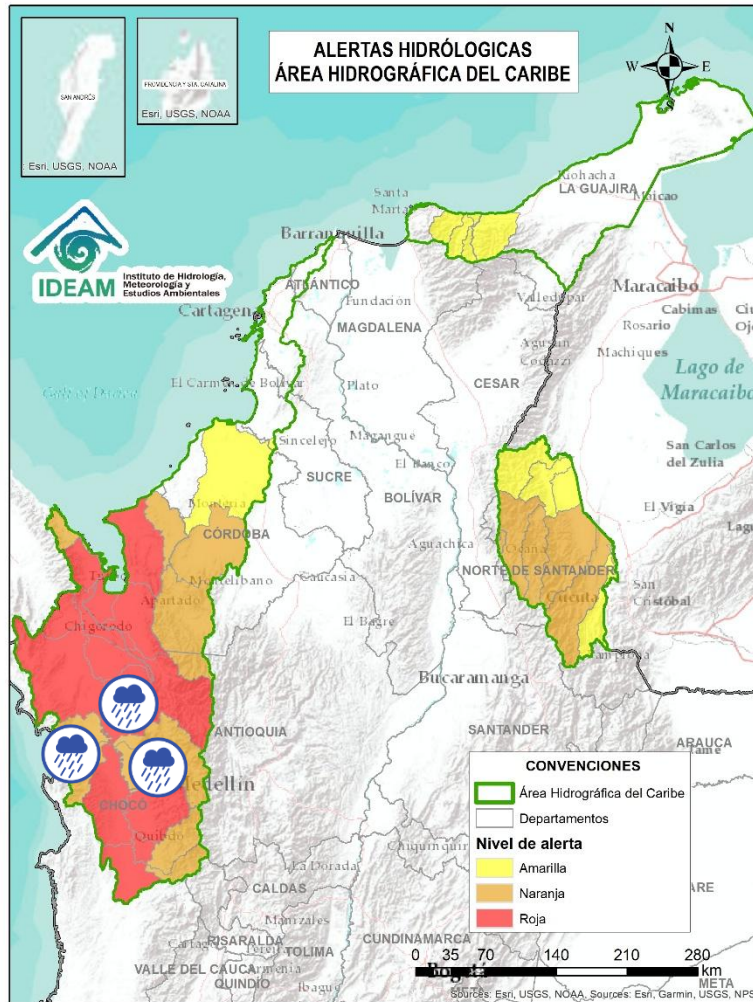 ALERTAS HIDRÓLOGICAS
ÁREA HIDROGRÁFICA DEL CARIBE
N
W
E
S
SAN ANDRÉS
Esri, USGS, NOAA
PROVIDENCIA Y STA. CATALINA
Esri, USGS, NOAA
IDEAM
Instituto de Hidrología,
Meteorología y
Estudios Ambientales
Riohacha
LA GUAJIRA
Maicao
Santa
Marta
Barranquilla
ATLÁNTICO
Fundación
Cartagen
MAGDALENA
Valledupar
Maracaibo
Cabimas
Rosario
Machiques
Agustín
Codazzi
Lago de
Maracaibo
CESAR
El Carmen de Bolívar
Plato
Sincelejo
Magangué
El Banco
SUCRE
BOLÍVAR
San Carlos
del Zulia
El Vigía
Montería
CÓRDOBA
Aguachica
Ocaña
NORTE DE SANTANDER
Cúcuta
San
Cristóbal
Montelíbano
Caucasia
Apartadó
Chigorodó
El Bagre
Bucaramanga
ANTIOQUIA
SANTANDER
ARAUCA
CHOCÓ
Quibdó
CONVENCIONES
Área Hidrográfica del Caribe
Departamentos
Nivel de alerta
Amarilla
Naranja
Roja
La Dorada
CALDAS
Manizales
RISARALDA
TOLIMA
CUNDINAMARCA
VALLE DEL CAUCA
Armenia
QUINDÍO
Ibagué
META
0 35 70 140 210 280
km
Sources: Esri, USGS, NOAA, Sources: Esri, Garmin, USGS, NP